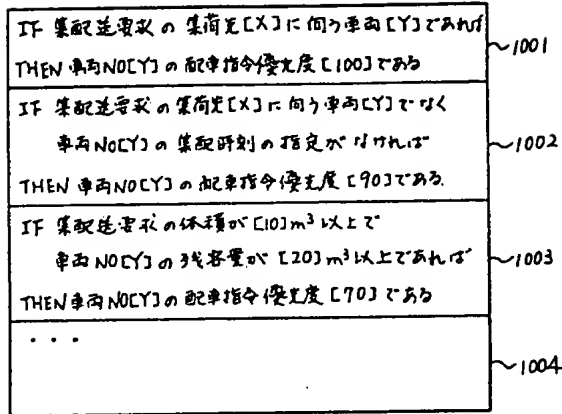 IF 集配送要求の集荷先[X]に向う車両[Y]であれば
THEN 車両NO[Y]の配車指令優先度[100]である
~1001
IF 集配送要求の集荷先[X]に向う車両[Y]でなく
車両NO[Y]の集配時刻の指定がなければ
THEN 車両NO[Y]の配車指令優先度[90]である.
~1002
IF 集配送要求の体積が[10]m³以上で
車両NO[Y]の残容量が[20]m³以上であれば
THEN 車両NO[Y]の配車指令優先度[70]である
~1003
・・・
~1004